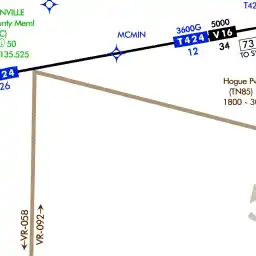 NVILLE
unty Meml
C)
50
135.525
24
26
MCMIN
3600G
5000
T424
V16
12
34
73
TO S
T42
Hogue P
(TN85)
1800 - 3
VR-058
VR-092